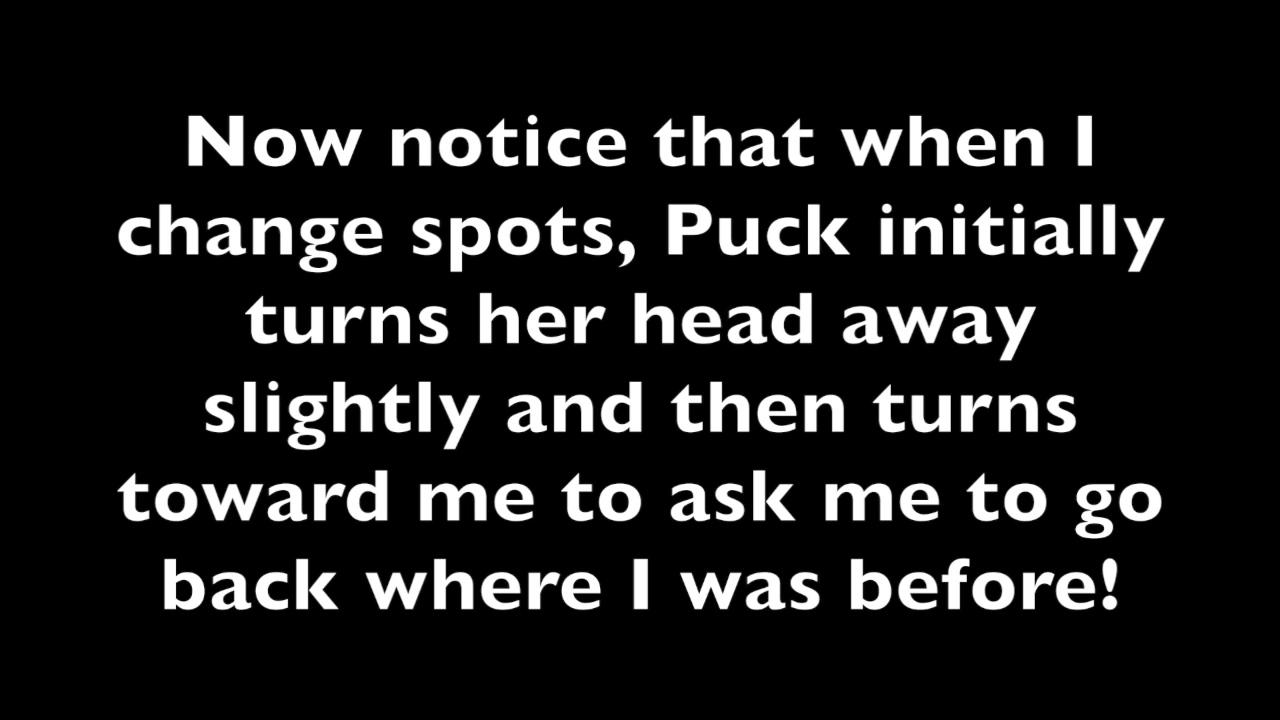 Now notice that when I
change spots, Puck initially
turns her head away
slightly and then turns
toward me to ask me to go
back where I was before!